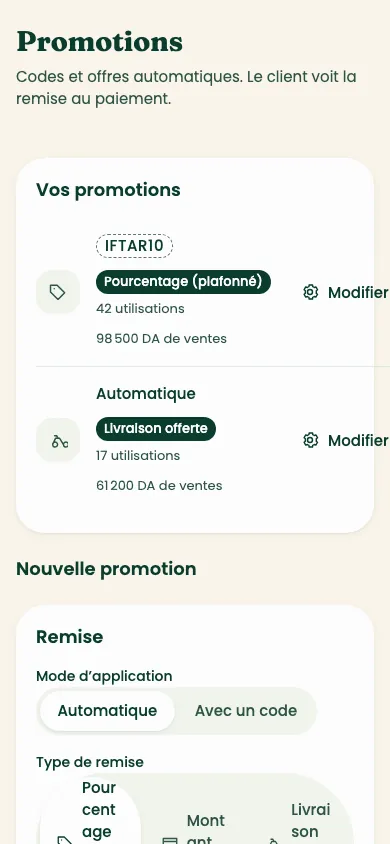 Promotions
Codes et offres automatiques. Le client voit la
remise au paiement.
Vos promotions
IFTAR10
Pourcentage (plafonné)
42 utilisations
98 500 DA de ventes
Modifier
Automatique
Livraison offerte
17 utilisations
61 200 DA de ventes
Modifier
Nouvelle promotion
Remise
Mode d’application
Automatique
Avec un code
Type de remise
Pour
cent
age
Mont
ant
Livrai
son